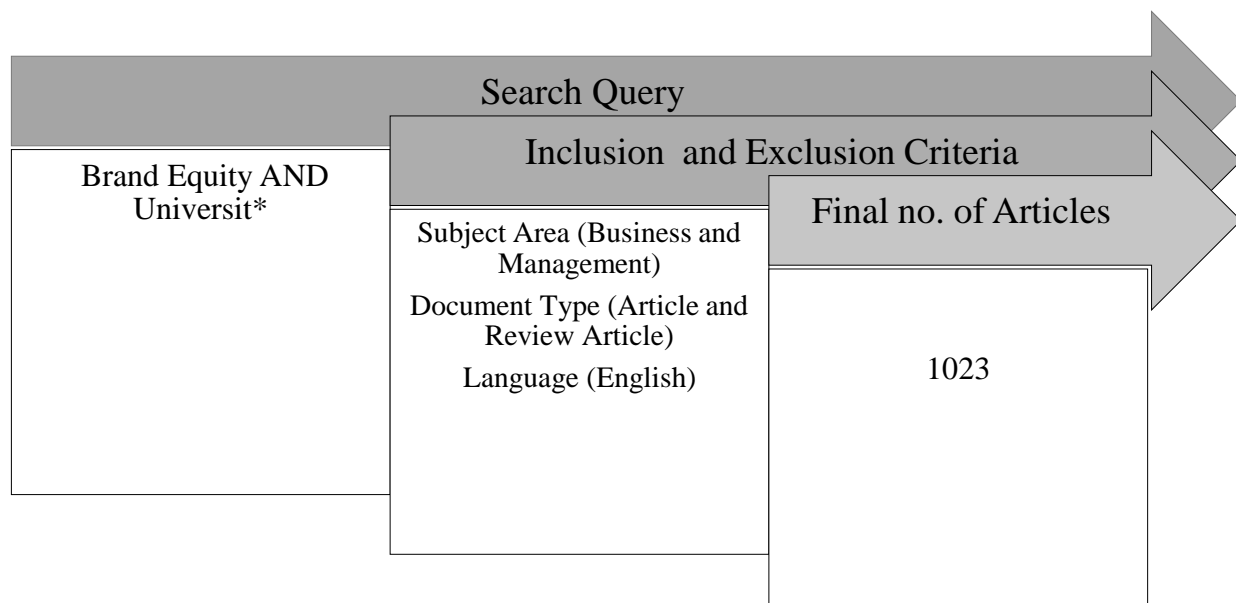 Search Query
Brand Equity AND
Universit*
Inclusion and Exclusion Criteria
Subject Area (Business and
Management)
Document Type (Article and
Review Article)
Language (English)
Final no. of Articles
1023